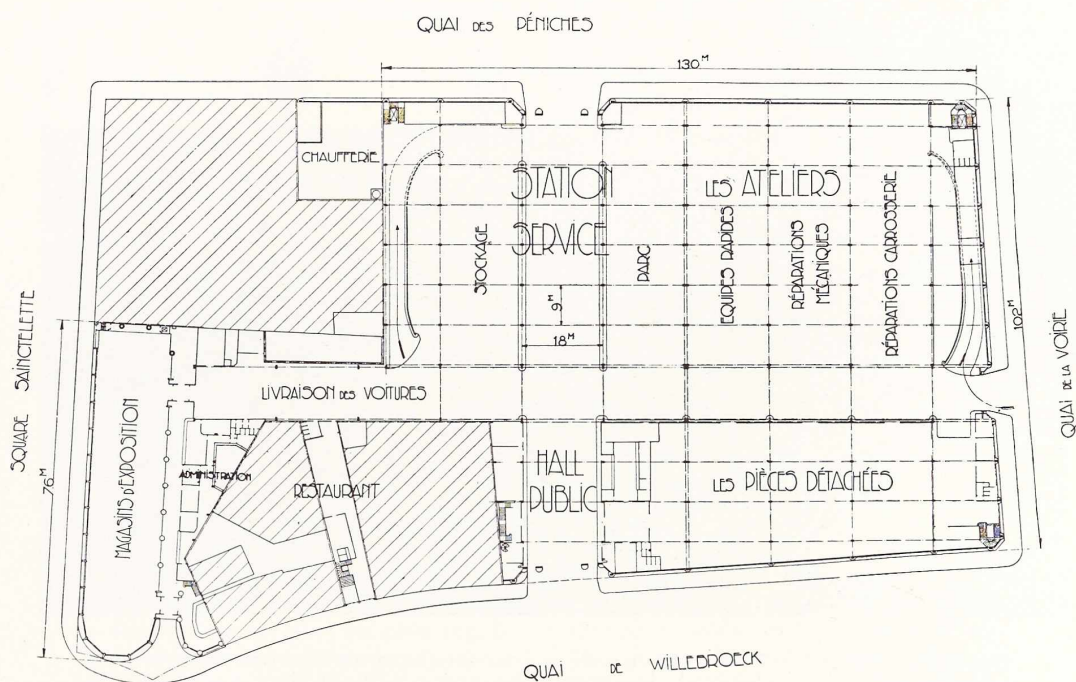 QUAI DES PÉNICHES
130M
CHAUFFERIE
STATION
SERVICE
STOCKAGE
PARC
LES ATELIERS
EQUIPES RAPIDES
RÉPARATIONS
MÉCANIQUES
RÉPARATIONS CARROSSERIE
9M
18M
102M
QUAI DE LA VOIRIE
SQUARE SAINCTELETTE
76M
LIVRAISON DES VOITURES
MAGASINS D'EXPOSITION
ADMINISTRATION
RESTAURANT
HALL
PUBLIC
LES PIÈCES DÉTACHÉES
QUAI DE WILLEBROECK